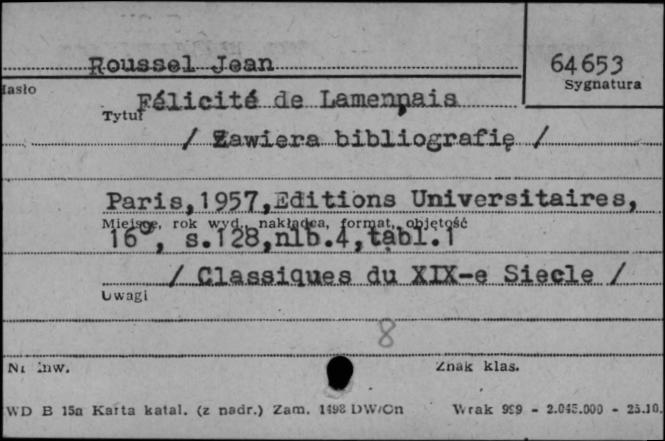 Roussel Jean
64653
Sygnatura
Hasło
Félicité de Lamennais
Tytuł
/ Zawiera bibliografię /
Paris,1957,Editions Universitaires,
Miejsce, rok wyd., nakładca, format, objętość
16°, s.128,nlb.4,tabl.1
/ Classiques du XIX-e Siecle /
Uwagi
8
Nr inw.
Znak klas.
WD B 15a Karta katal. (z nadr.) Zam. 1498 DW/Cn Wrak 999 - 2.045.000 - 25.10.